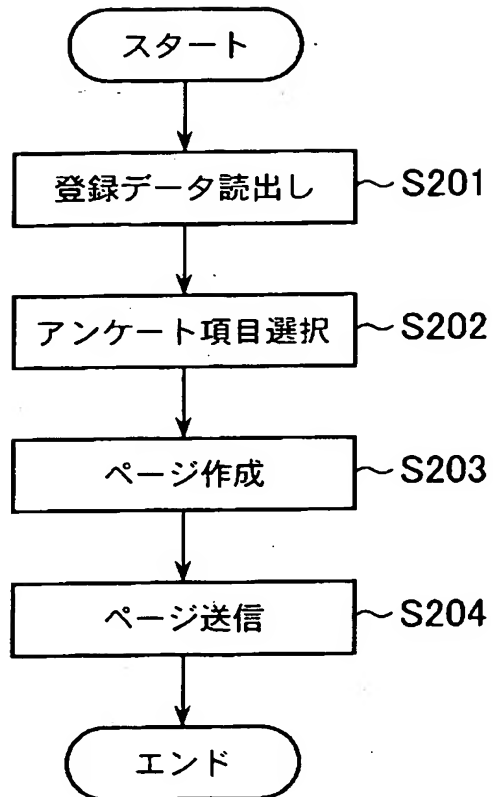 スタート
登録データ読出し ～S201
アンケート項目選択 ～S202
ページ作成 ～S203
ページ送信 ～S204
エンド